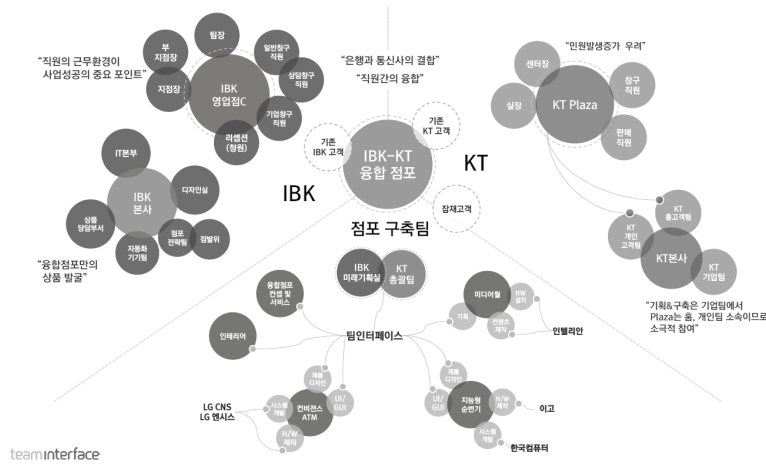 "직원의 근무환경이
사업성공의 중요 포인트"
부
지점장
팀장
일반창구
직원
상담창구
직원
기업창구
직원
리셉션
(청원)
지점장
IBK
영업점C
IT본부
디자인실
IBK
본사
상품
담당부서
자동화
기기팀
점포
전략팀
점발위
"융합점포만의
상품 발굴"
IBK
"은행과 통신사의 결합"
"직원간의 융합"
기존
IBK 고객
기존
KT 고객
IBK-KT
융합 점포
잠재고객
KT
"민원발생증가 우려"
센터장
실장
KT Plaza
창구
직원
판매
직원
KT
홈고객팀
KT
개인
고객팀
KT본사
KT
기업팀
"기획&구축은 기업팀에서
Plaza는 홈, 개인팀 소속이므로
소극적 참여"
점포 구축팀
IBK
미래기획실
KT
총괄팀
융합점포
컨셉 및
서비스
인테리어
팀인터페이스
미디어월
HW
설치
기획
컨텐츠
제작
인텔리안
제품
디자인
UI/
GUI
컨버전스
ATM
시스템
개발
H/W
제작
LG CNS
LG 엔시스
제품
디자인
UI/
GUI
지능형
순번기
H/W
제작
시스템
개발
이고
한국컴퓨터
teaminterface